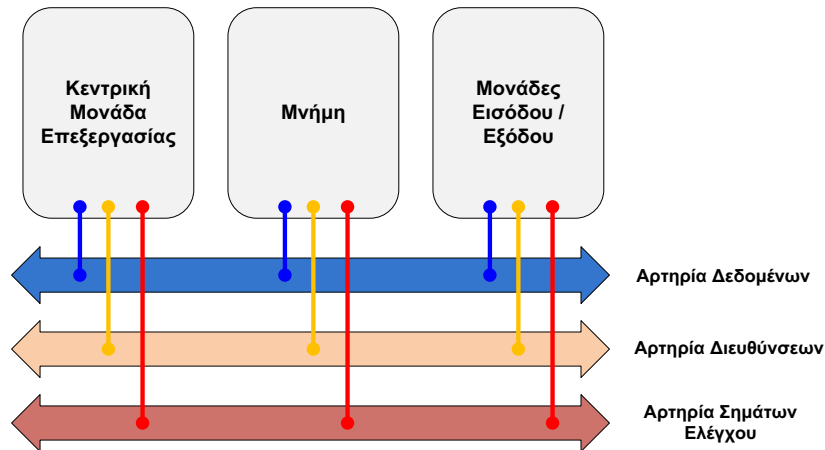 Κεντρική
Μονάδα
Επεξεργασίας
Μνήμη
Μονάδες
Εισόδου /
Εξόδου
Αρτηρία Δεδομένων
Αρτηρία Διευθύνσεων
Αρτηρία Σημάτων
Ελέγχου